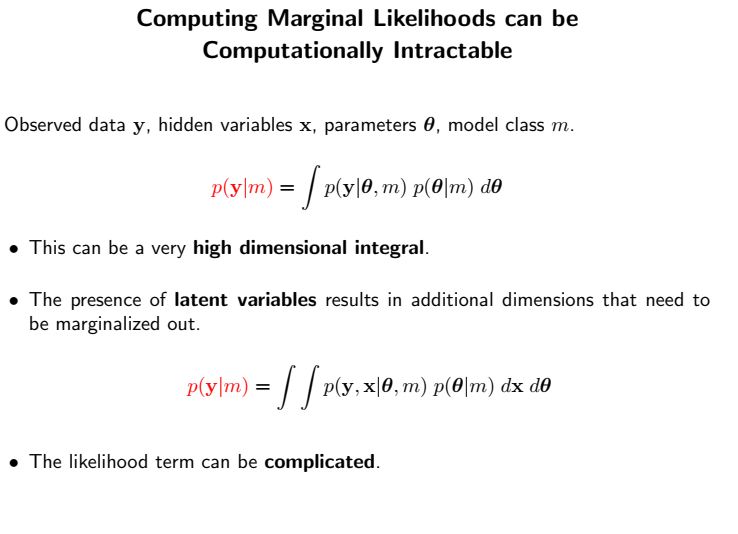 Computing Marginal Likelihoods can be
Computationally Intractable
Observed data y, hidden variables x, parameters θ, model class m.
p(y|m) = ∫ p(y|θ, m) p(θ|m) dθ
• This can be a very high dimensional integral.
• The presence of latent variables results in additional dimensions that need to
be marginalized out.
p(y|m) = ∫ ∫ p(y, x|θ, m) p(θ|m) dx dθ
• The likelihood term can be complicated.